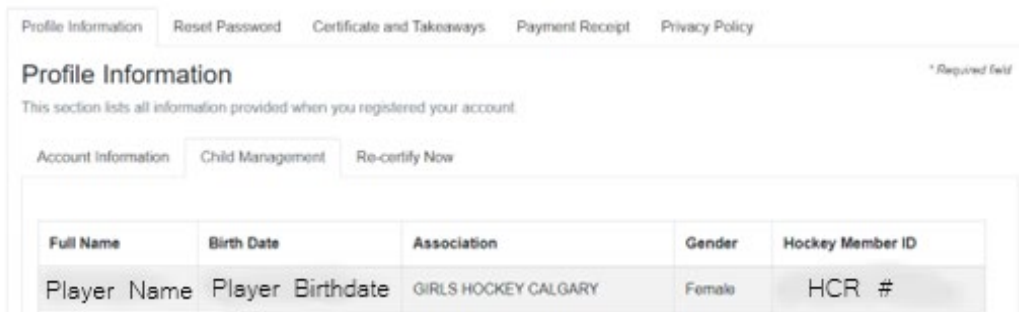 Profile Information Reset Password Certificate and Takeaways Payment Receipt Privacy Policy
Profile Information
* Required field
This section lists all information provided when you registered your account.
Account Information Child Management Re-certify Now
Full Name Birth Date Association Gender Hockey Member ID
Player Name Player Birthdate GIRLS HOCKEY CALGARY Female HCR #